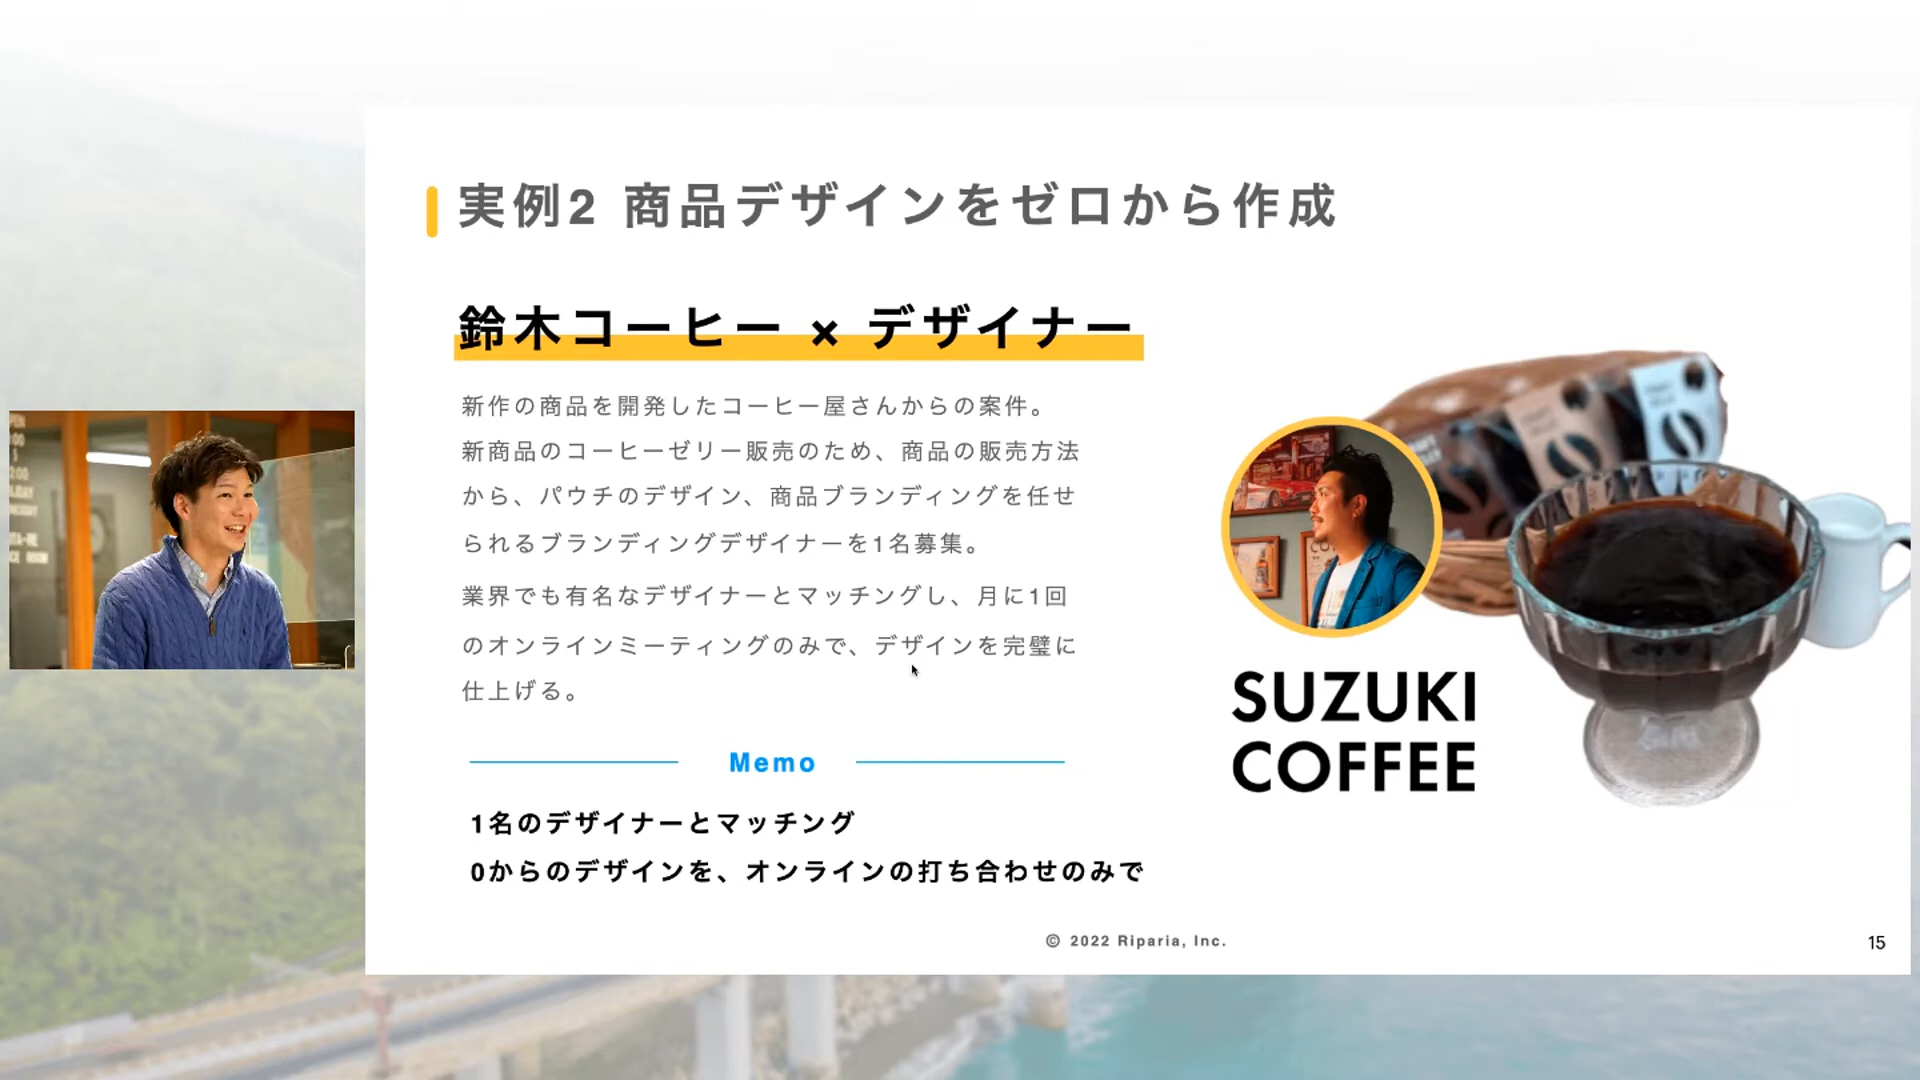 実例2 商品デザインをゼロから作成
鈴木コーヒー × デザイナー
新作の商品を開発したコーヒー屋さんからの案件。
新商品のコーヒーゼリー販売のため、商品の販売方法
から、パウチのデザイン、商品ブランディングを任せ
られるブランディングデザイナーを1名募集。
業界でも有名なデザイナーとマッチングし、月に1回
のオンラインミーティングのみで、デザインを完璧に
仕上げる。
Memo
1名のデザイナーとマッチング
0からのデザインを、オンラインの打ち合わせのみで
SUZUKI
COFFEE
© 2022 Riparia, Inc.
15